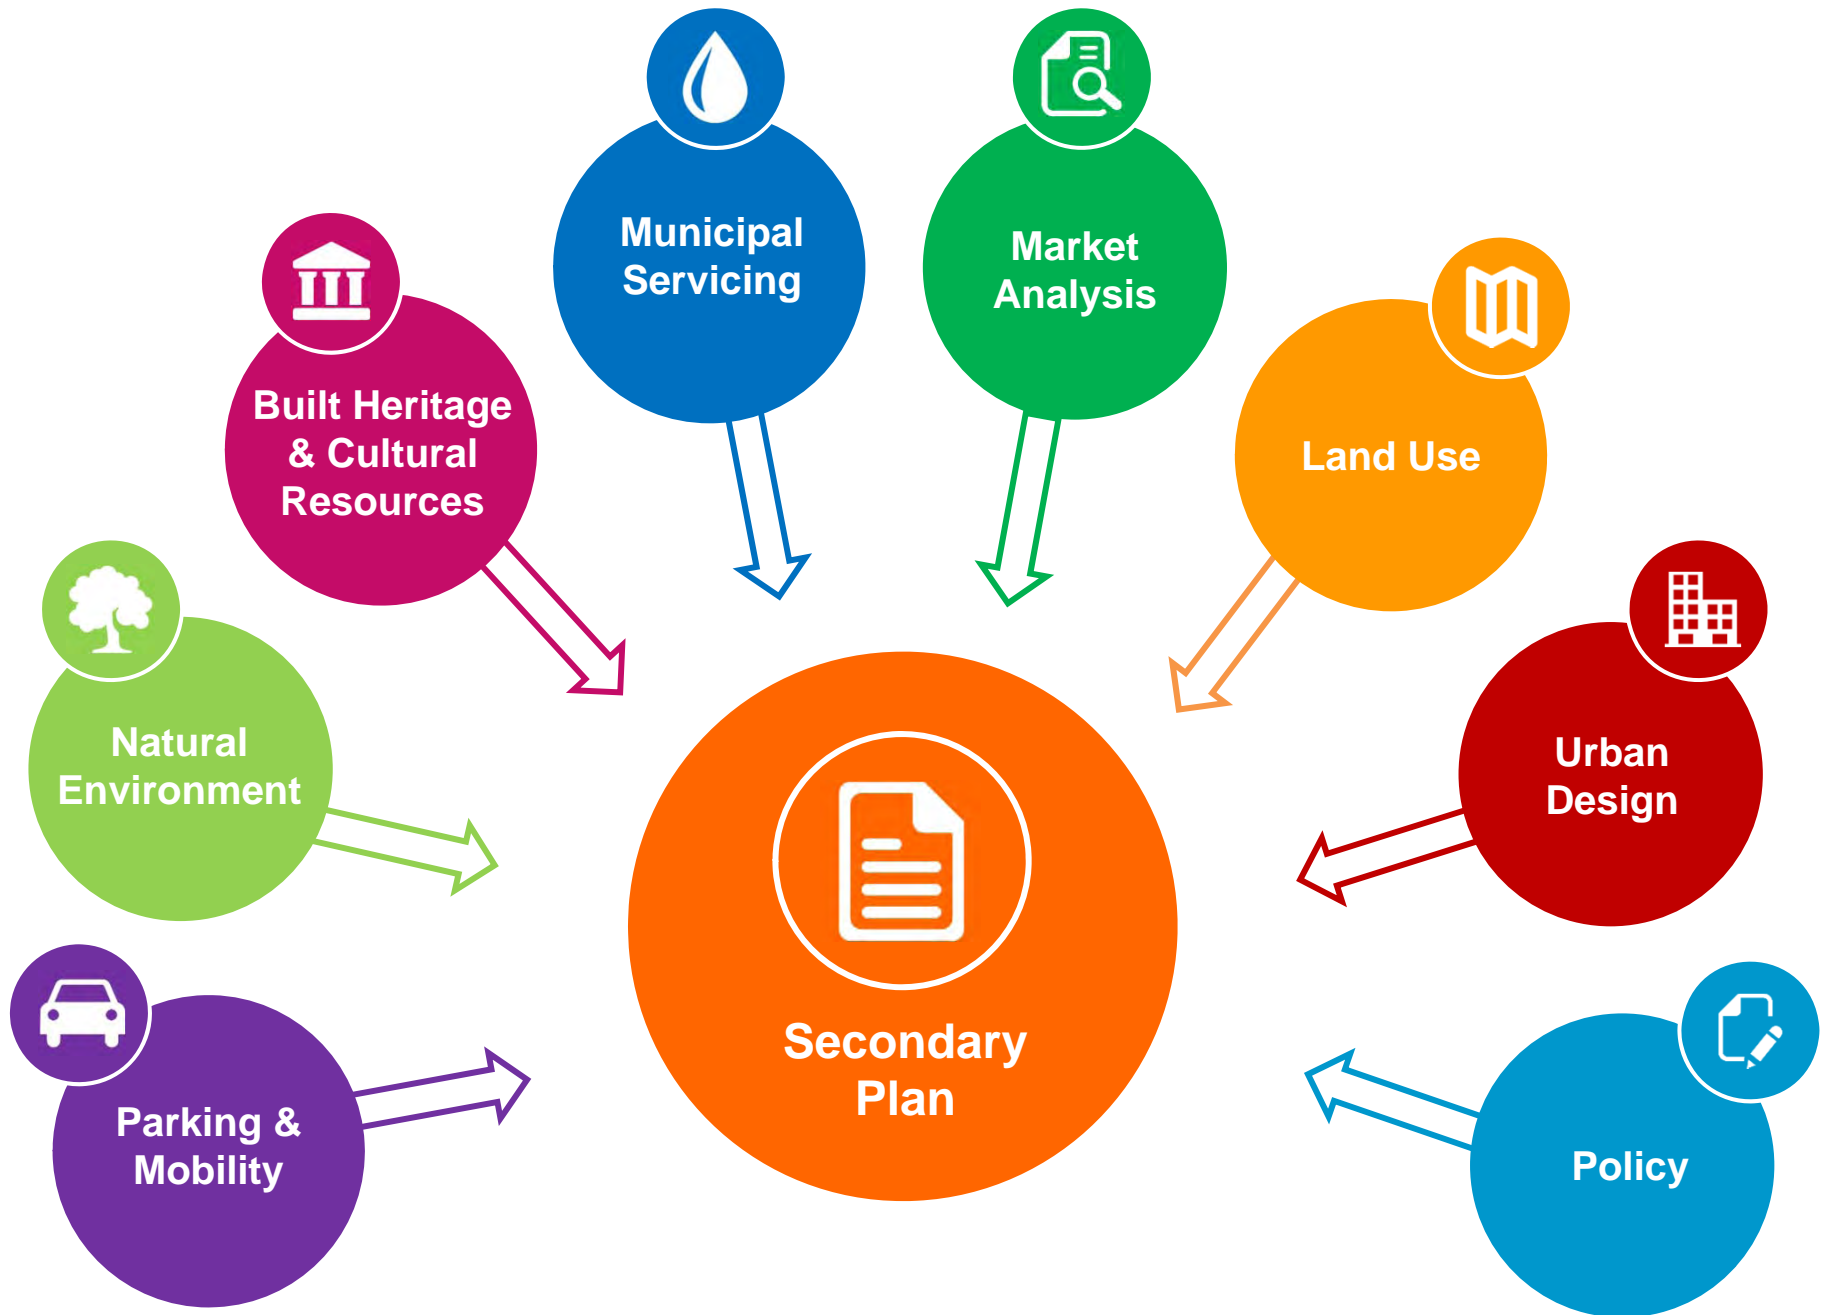 Municipal
Servicing
Market
Analysis
Built Heritage
& Cultural
Resources
Land Use
Natural
Environment
Urban
Design
Secondary
Plan
Parking &
Mobility
Policy